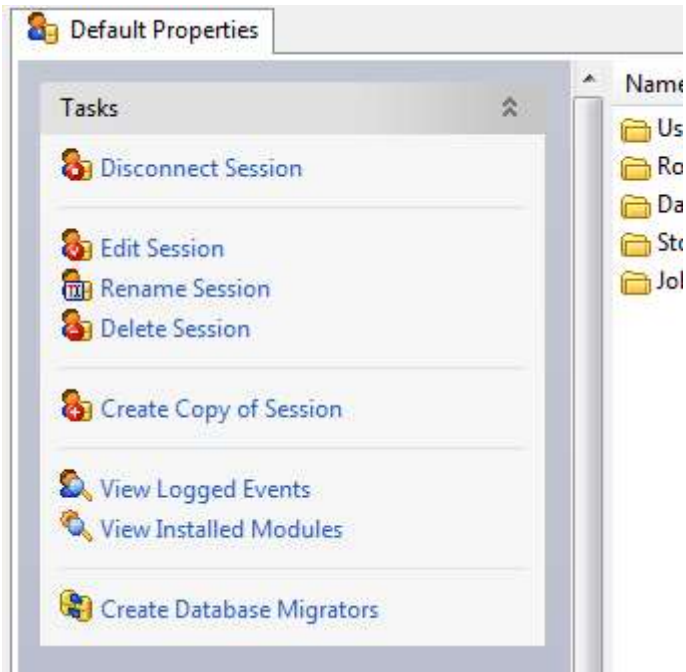 Default Properties
Tasks
Disconnect Session
Edit Session
Rename Session
Delete Session
Create Copy of Session
View Logged Events
View Installed Modules
Create Database Migrators
Name